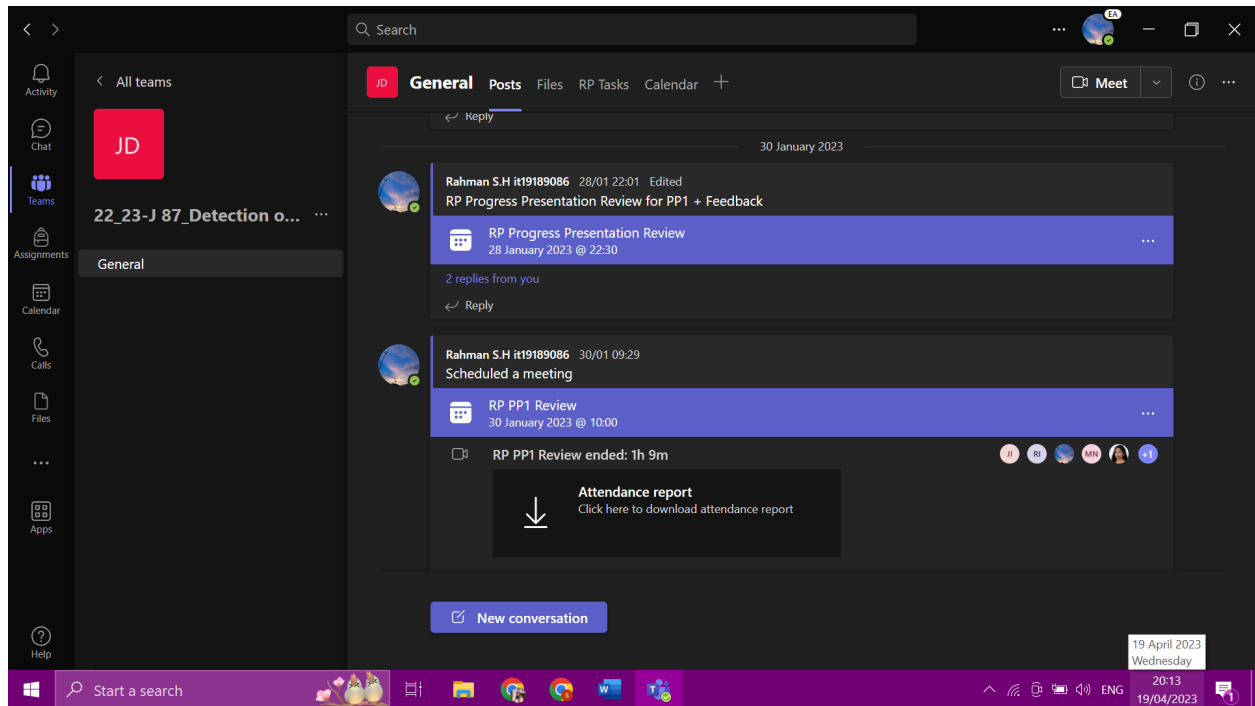 Search
EA
Activity
Chat
Teams
Assignments
Calendar
Calls
Files
Apps
Help
All teams
JD
22_23-J 87_Detection o...
General
JD
General
Posts
Files
RP Tasks
Calendar
Meet
Reply
30 January 2023
Rahman S.H it19189086 28/01 22:01 Edited
RP Progress Presentation Review for PP1 + Feedback
RP Progress Presentation Review
28 January 2023 @ 22:30
2 replies from you
Reply
Rahman S.H it19189086 30/01 09:29
Scheduled a meeting
RP PP1 Review
30 January 2023 @ 10:00
RP PP1 Review ended: 1h 9m
JI RI MN +1
Attendance report
Click here to download attendance report
New conversation
19 April 2023
Wednesday
Start a search
W
ENG
20:13
19/04/2023
1